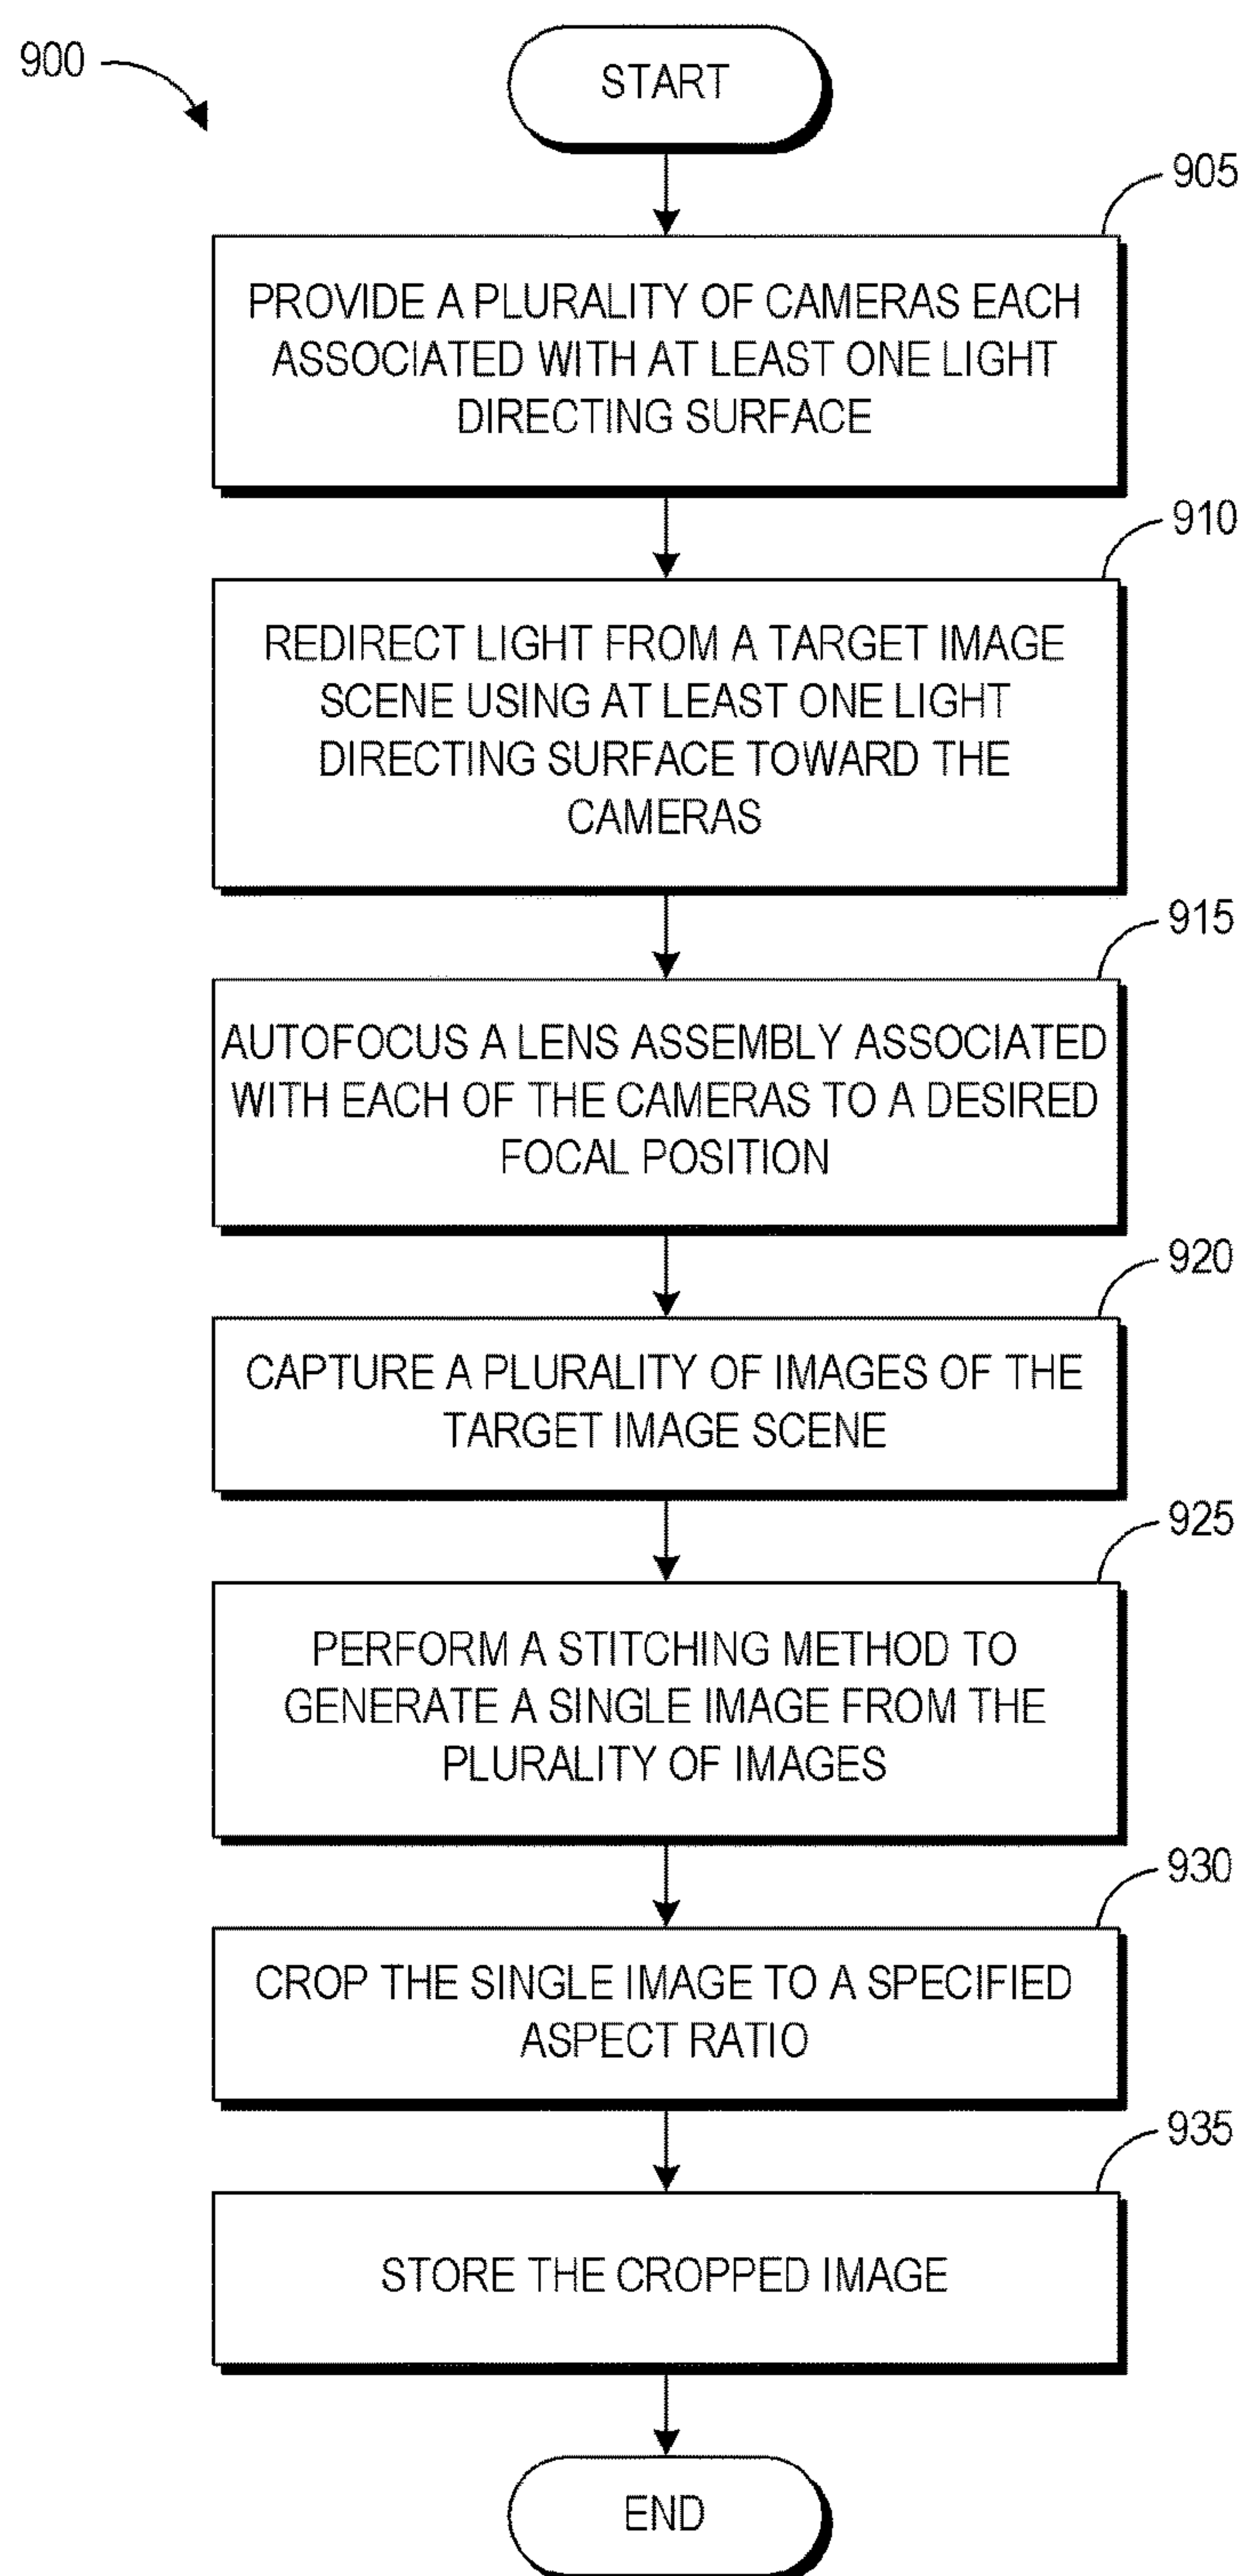 900
START
905
PROVIDE A PLURALITY OF CAMERAS EACH
ASSOCIATED WITH AT LEAST ONE LIGHT
DIRECTING SURFACE
910
REDIRECT LIGHT FROM A TARGET IMAGE
SCENE USING AT LEAST ONE LIGHT
DIRECTING SURFACE TOWARD THE
CAMERAS
915
AUTOFOCUS A LENS ASSEMBLY ASSOCIATED
WITH EACH OF THE CAMERAS TO A DESIRED
FOCAL POSITION
920
CAPTURE A PLURALITY OF IMAGES OF THE
TARGET IMAGE SCENE
925
PERFORM A STITCHING METHOD TO
GENERATE A SINGLE IMAGE FROM THE
PLURALITY OF IMAGES
930
CROP THE SINGLE IMAGE TO A SPECIFIED
ASPECT RATIO
935
STORE THE CROPPED IMAGE
END